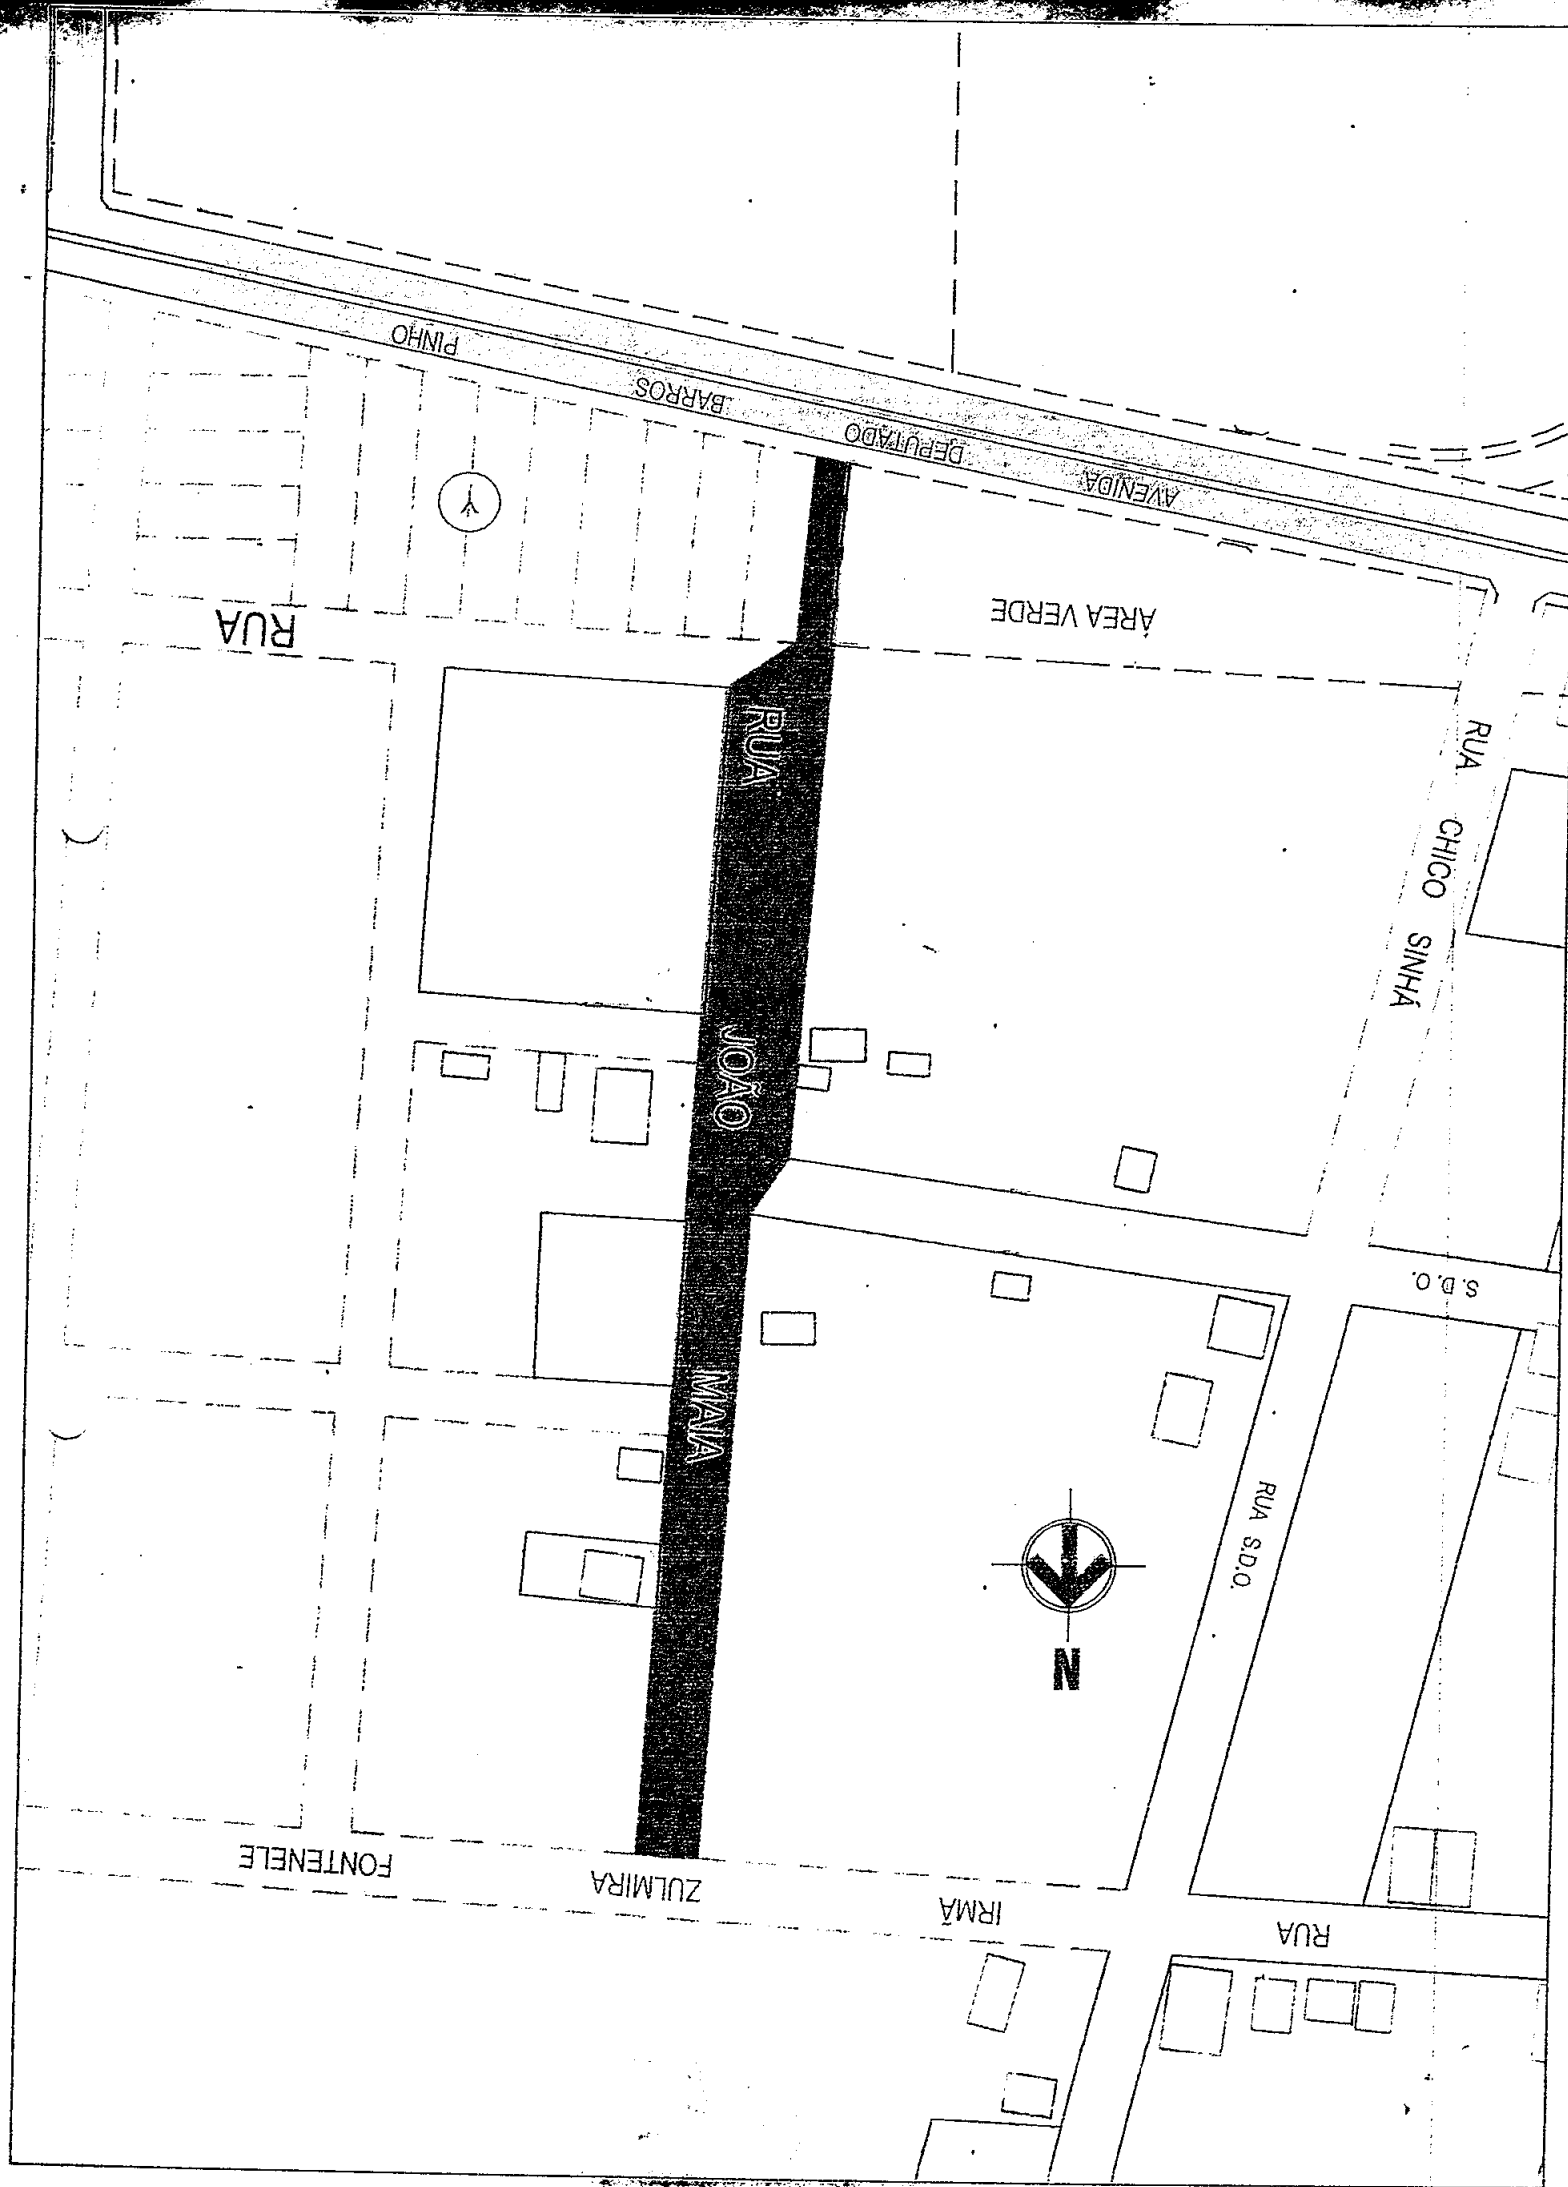 RUA IRMÃ ZULMIRA FONTENELE
N
RUA S.D.O.
S.D.O.
RUA JOÃO MAIA
RUA CHICO SINHÁ
ÁREA VERDE
RUA
AVENIDA DEPUTADO BARROS PINHO